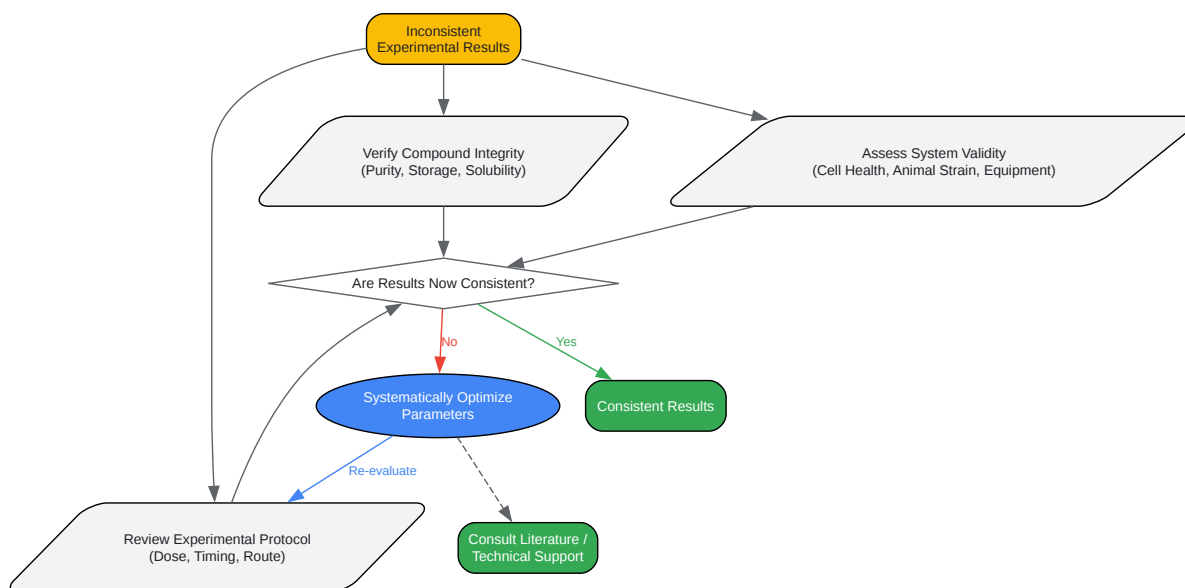 Inconsistent
Experimental Results
Verify Compound Integrity
(Purity, Storage, Solubility)
Assess System Validity
(Cell Health, Animal Strain, Equipment)
Are Results Now Consistent?
No
Yes
Systematically Optimize
Parameters
Consistent Results
Re-evaluate
Review Experimental Protocol
(Dose, Timing, Route)
Consult Literature /
Technical Support